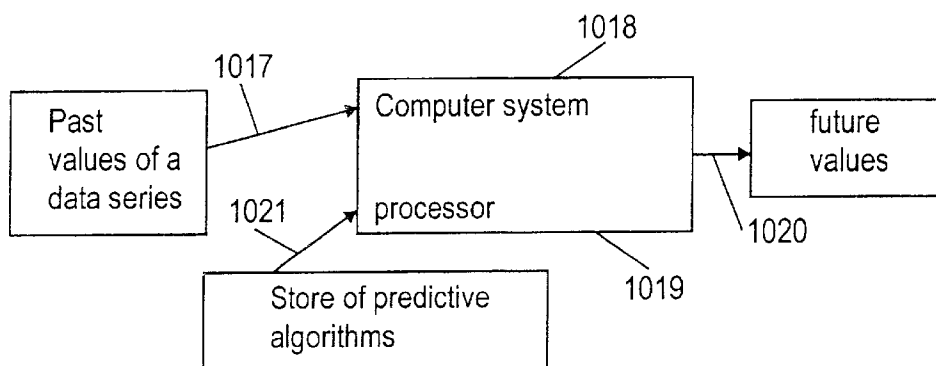 1018
1017
Past
values of a
data series
Computer system
processor
future
values
1021
1020
1019
Store of predictive
algorithms